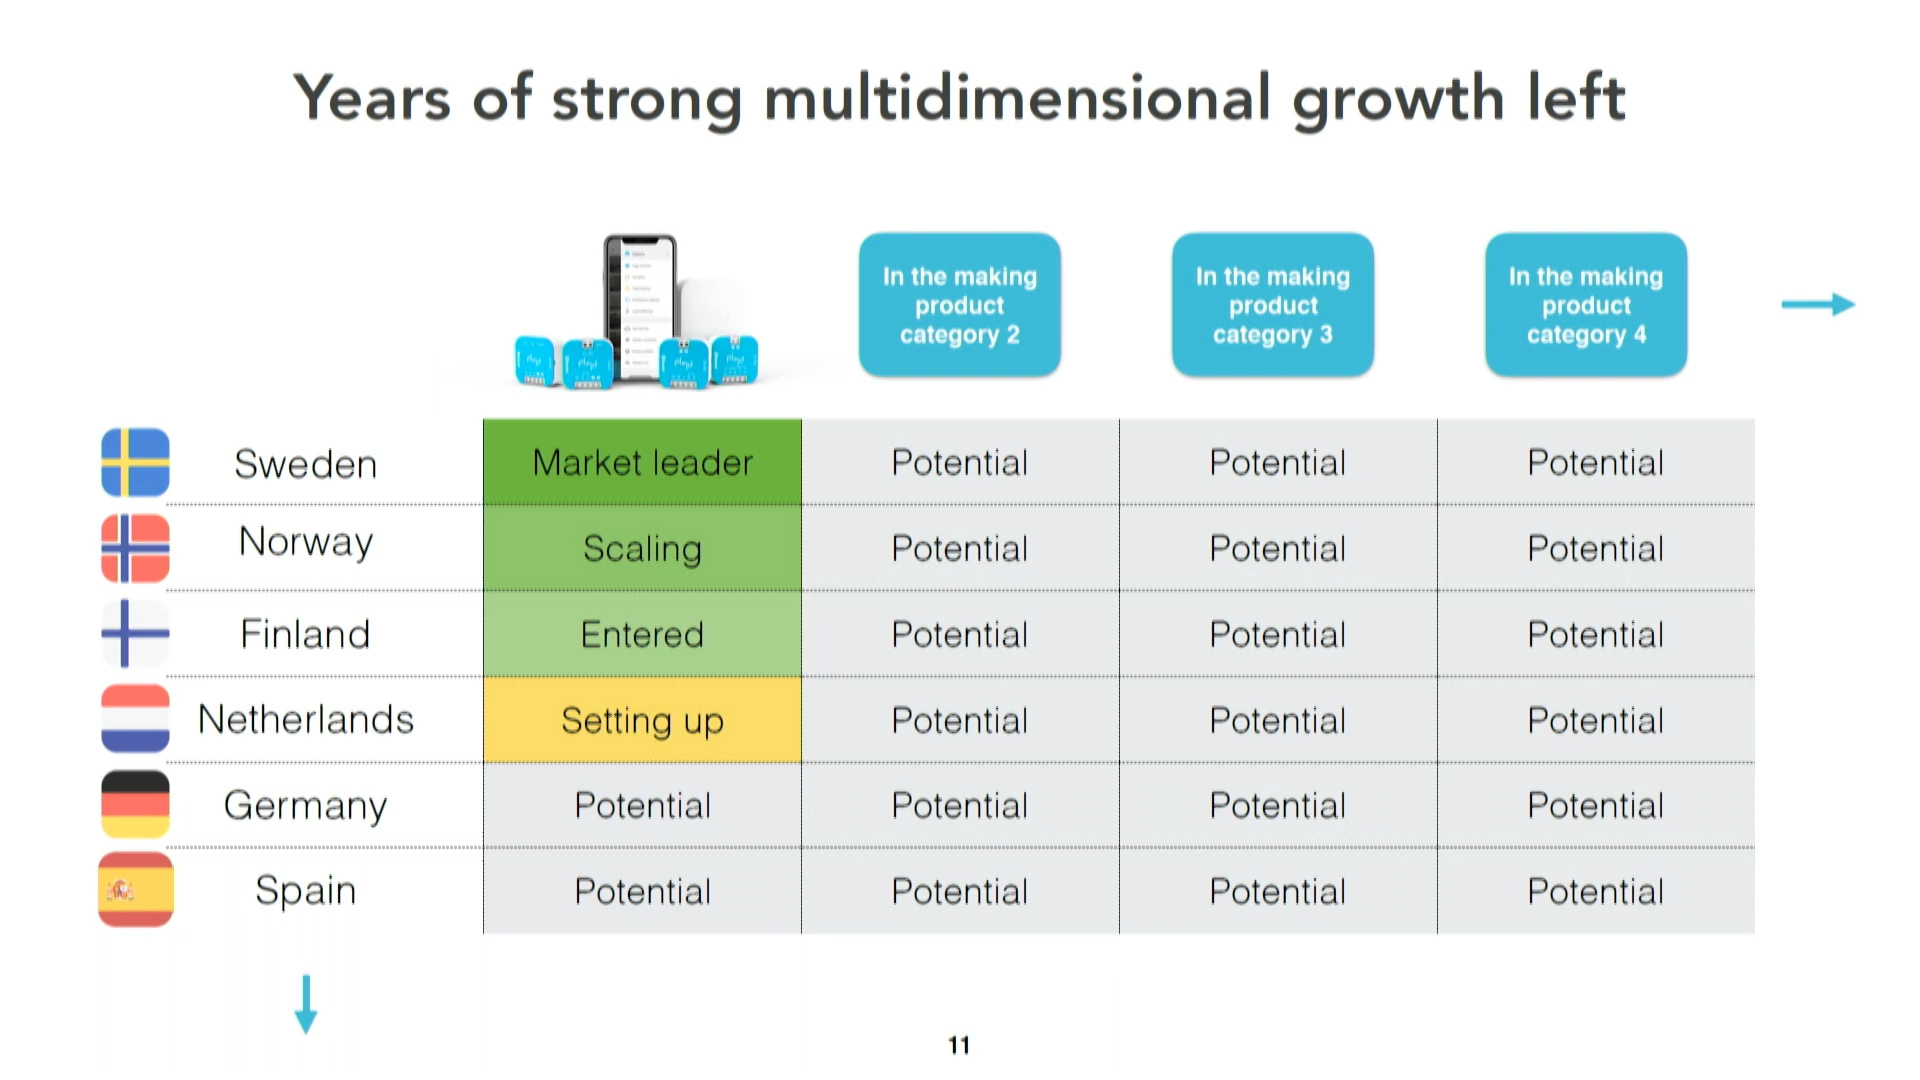 Years of strong multidimensional growth left
In the making
product
category 2
In the making
product
category 3
In the making
product
category 4
Sweden Market leader Potential Potential Potential
Norway Scaling Potential Potential Potential
Finland Entered Potential Potential Potential
Netherlands Setting up Potential Potential Potential
Germany Potential Potential Potential Potential
Spain Potential Potential Potential Potential
11